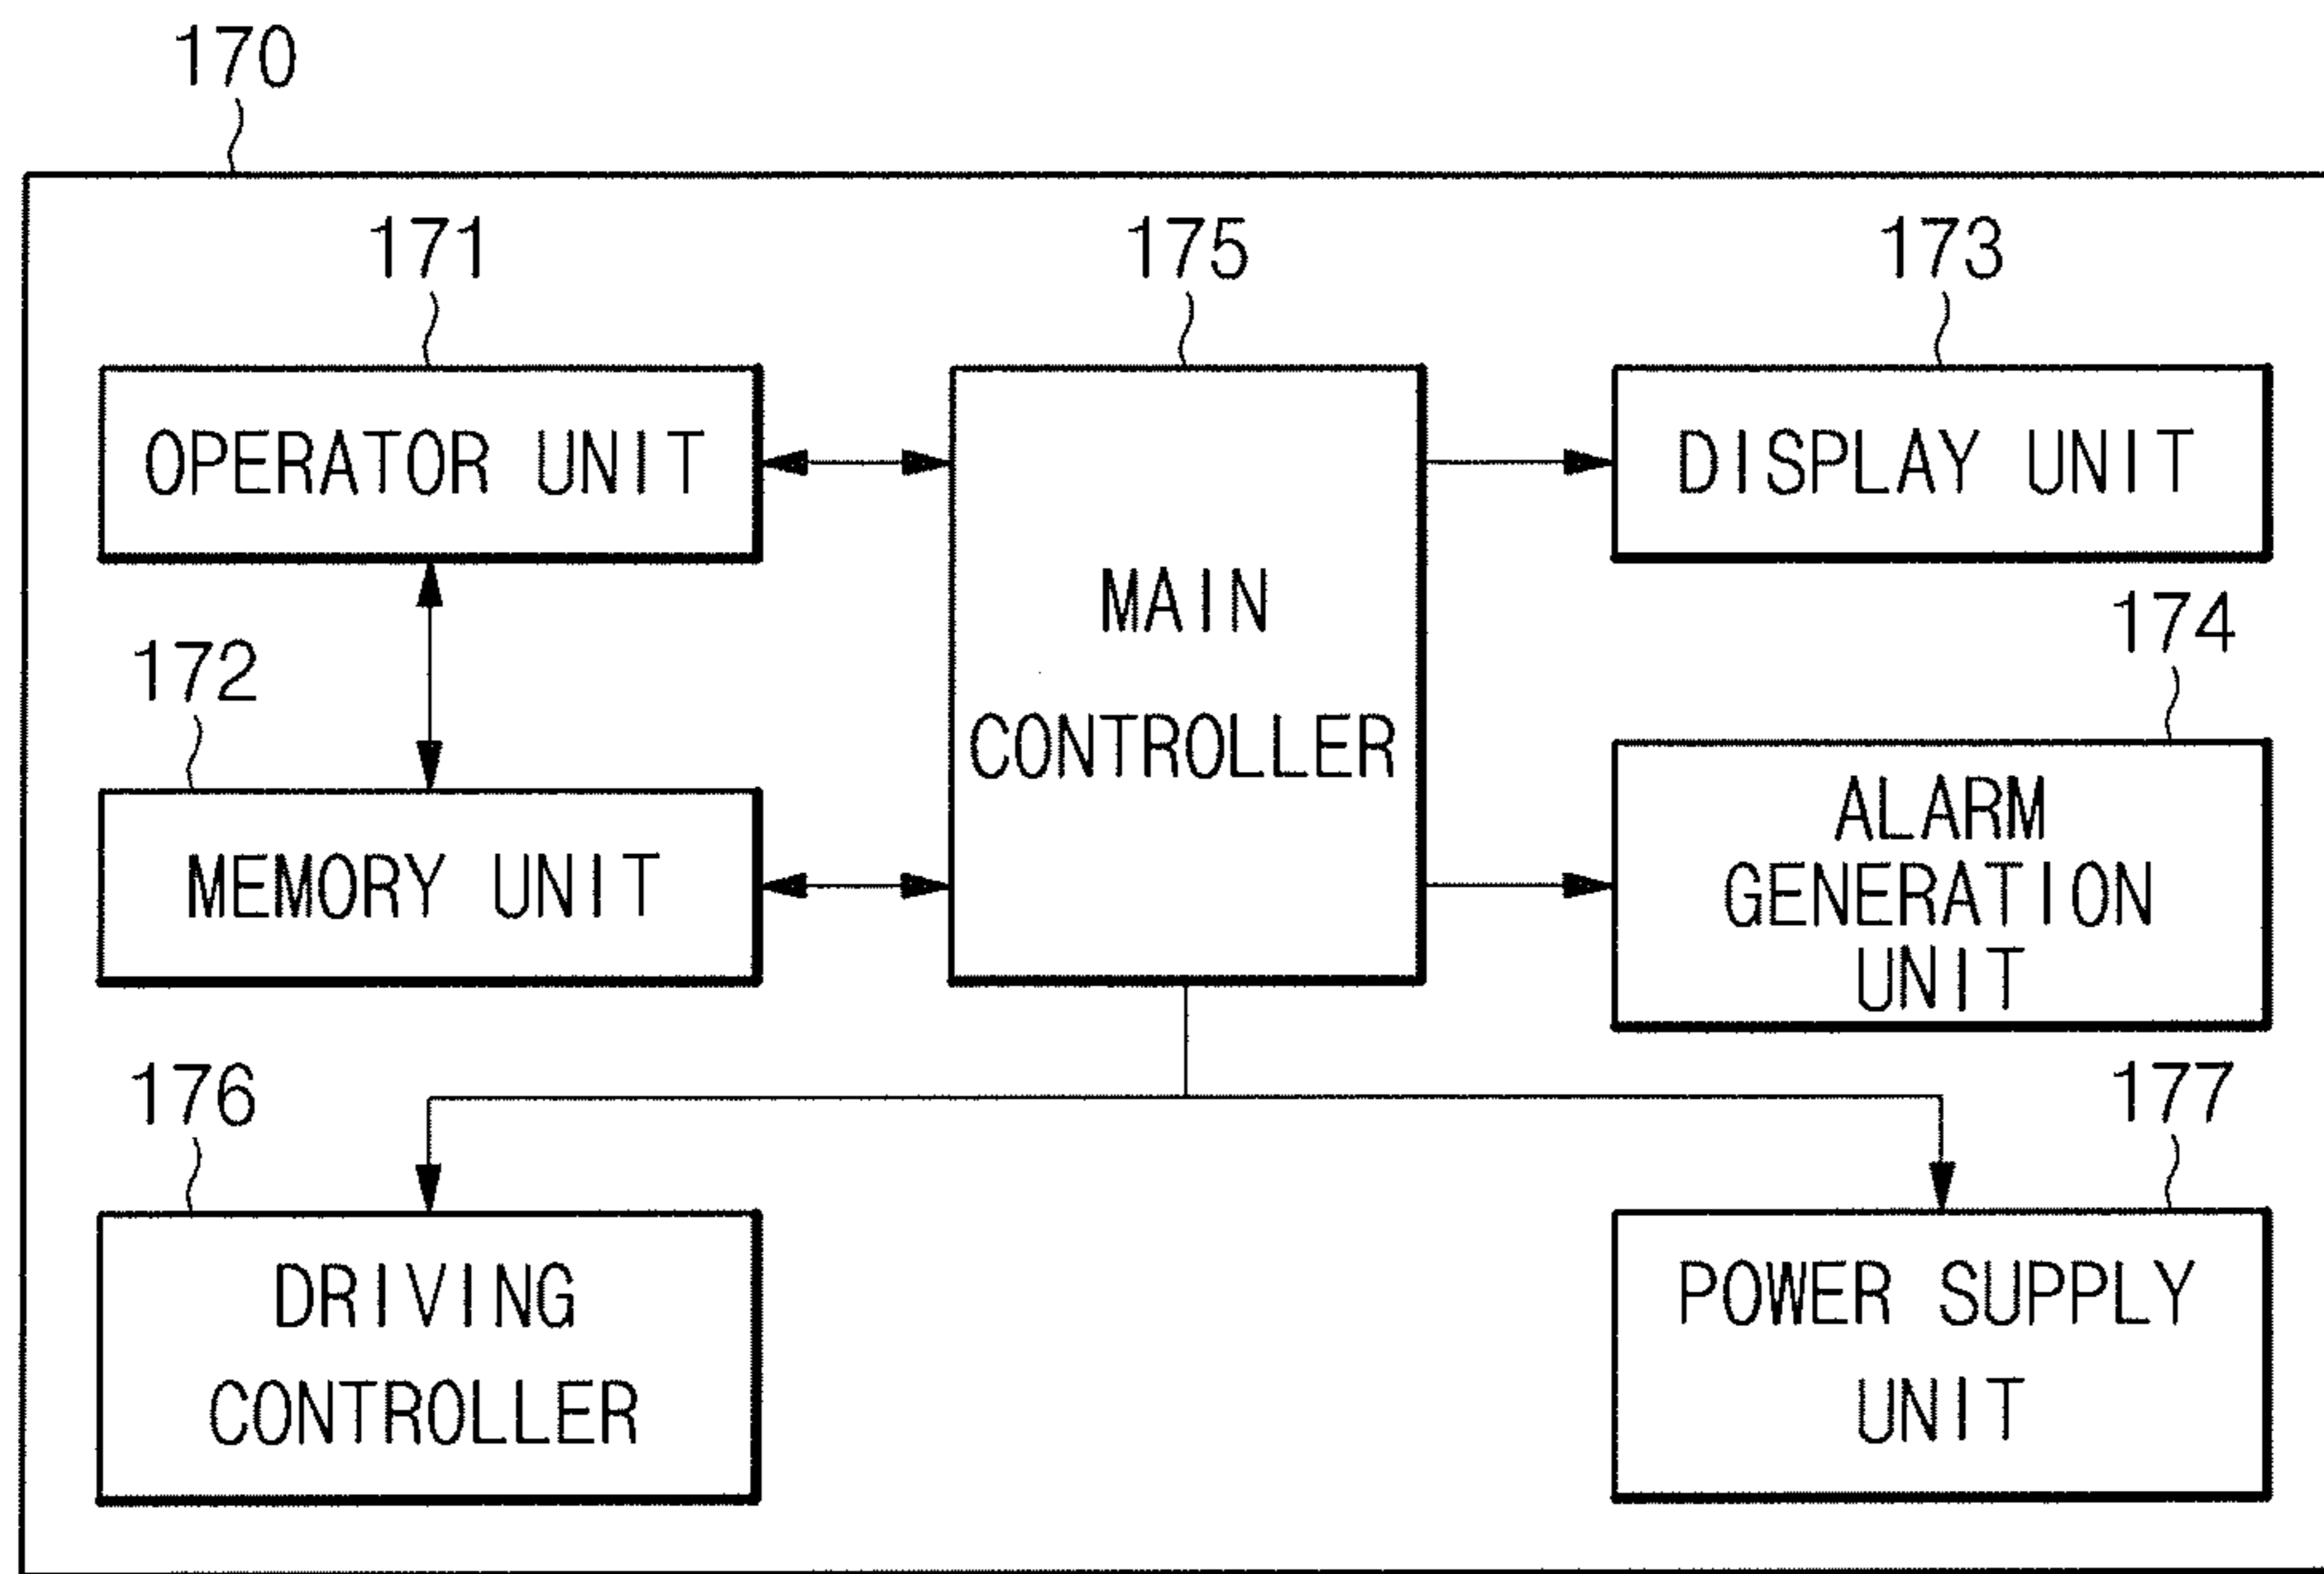 170
171
175
173
OPERATOR UNIT
DISPLAY UNIT
MAIN
CONTROLLER
172
174
MEMORY UNIT
ALARM
GENERATION
UNIT
176
177
DRIVING
CONTROLLER
POWER SUPPLY
UNIT